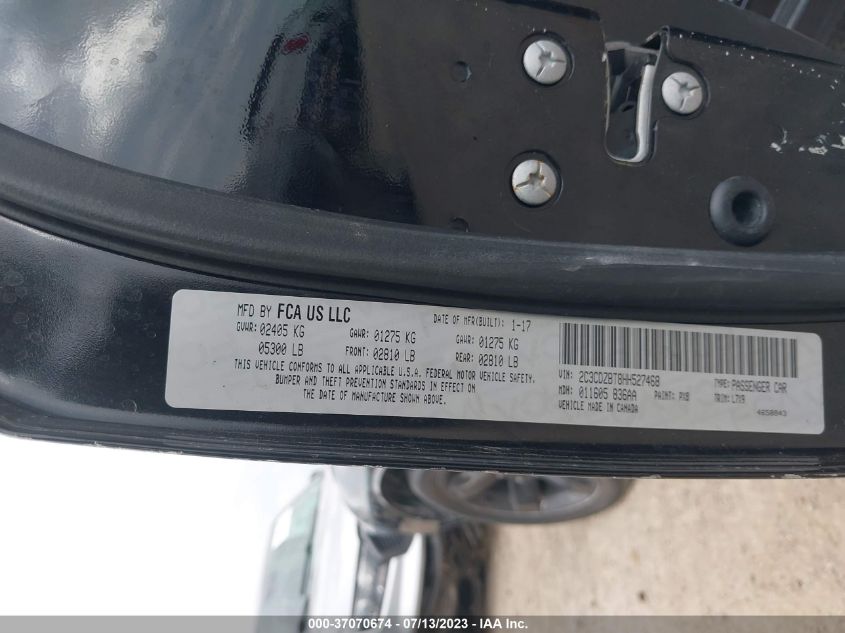 MFD BY FCA US LLC
DATE OF MFR(BUILT): 1-17
GVWR: 02405 KG
GAWR: 01275 KG
GAWR: 01275 KG
05300 LB
FRONT: 02810 LB
REAR: 02810 LB
THIS VEHICLE CONFORMS TO ALL APPLICABLE U.S.A. FEDERAL MOTOR VEHICLE SAFETY,
BUMPER AND THEFT PREVENTION STANDARDS IN EFFECT ON
THE DATE OF MANUFACTURE SHOWN ABOVE.
VIN: 2C3CDZBT8HH527468
TYPE: PASSENGER CAR
MDH: 011605 836AA
PAINT: PX8
TRIM: L7X9
VEHICLE MADE IN CANADA
4650843
000-37070674 - 07/13/2023 - IAA Inc.